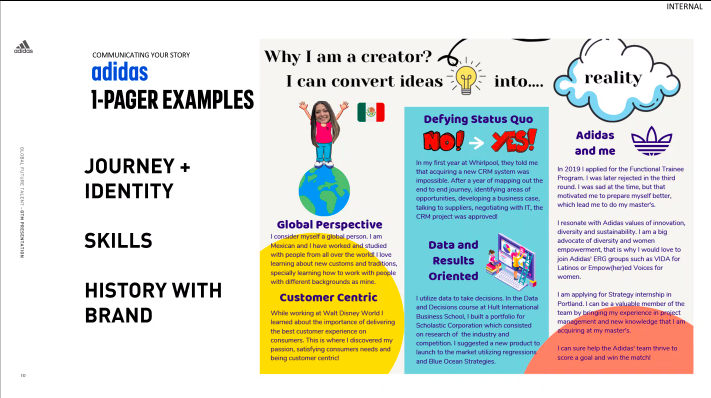 INTERNAL
adidas
COMMUNICATING YOUR STORY
adidas
1-PAGER EXAMPLES
JOURNEY +
IDENTITY
SKILLS
HISTORY WITH
BRAND
GLOBAL FUTURE TALENT - GTM PRESENTATION
10
Why I am a creator?
I can convert ideas
into....
reality
Global Perspective
I consider myself a global person. I am
Mexican and I have worked and studied
with people from all over the world! I love
learning about new customs and traditions,
specially learning how to work with people
with different backgrounds as mine.
Customer Centric
While working at Walt Disney World I
learned about the importance of delivering
the best customer experience on
consumers. This is where I discovered my
passion, satisfying consumers needs and
being customer centric!
Defying Status Quo
NO!
YES!
In my first year at Whirlpool, they told me
that acquiring a new CRM system was
impossible. After a year of mapping out the
end to end journey, identifying areas of
opportunities, developing a business case,
talking to suppliers, negotiating with IT, the
CRM project was approved!
Data and
Results
Oriented
I utilize data to take decisions. In the Data
and Decisions course at Hult International
Business School, I built a portfolio for
Scholastic Corporation which consisted
on research of the industry and
competition. I suggested a new product to
launch to the market utilizing regressions
and Blue Ocean Strategies.
Adidas
and me
In 2019 I applied for the Functional Trainee
Program. I was later rejected in the third
round. I was sad at the time, but that
motivated me to prepare myself better,
which lead me to do my master's.
I resonate with Adidas values of innovation,
diversity and sustainability. I am a big
advocate of diversity and women
empowerment, that is why I would love to
join Adidas' ERG groups such as VIDA for
Latinos or Empow(her)ed Voices for
women.
I am applying for Strategy internship in
Portland. I can be a valuable member of the
team by bringing my experience in project
management and new knowledge that I am
acquiring at my master's.
I can sure help the Adidas' team thrive to
score a goal and win the match!